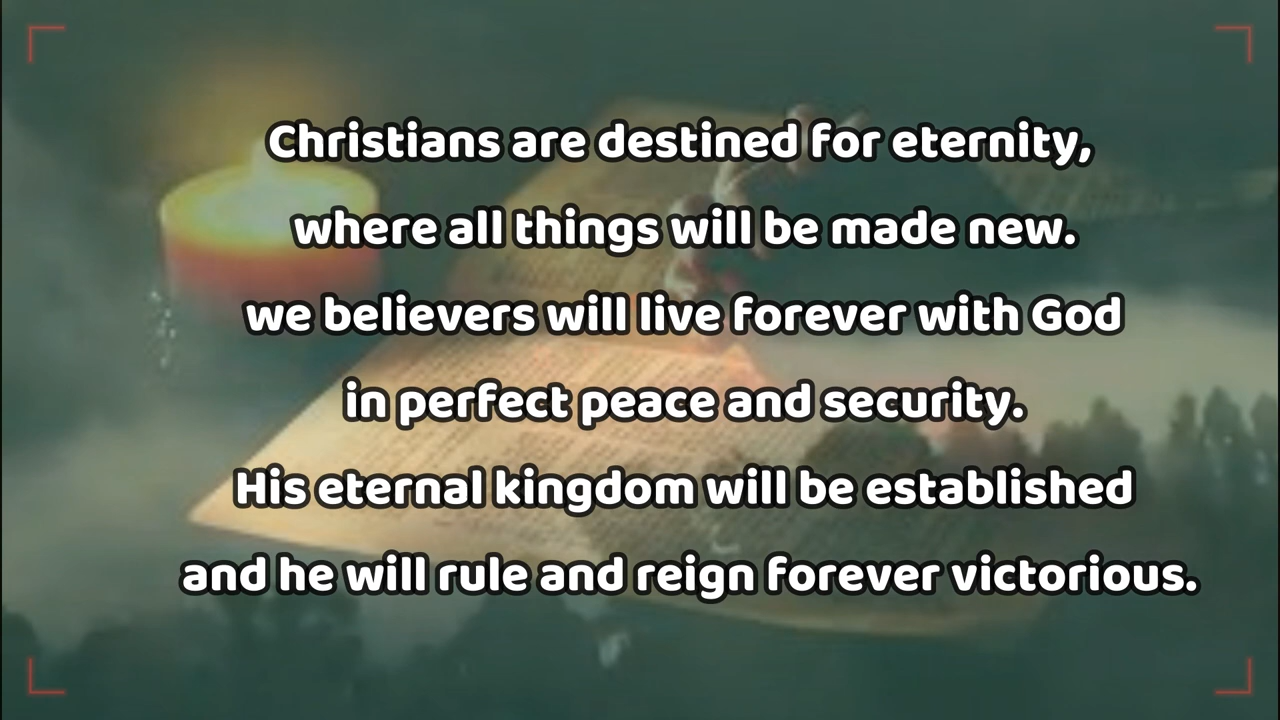 Christians are destined for eternity,
where all things will be made new.
we believers will live forever with God
in perfect peace and security.
His eternal kingdom will be established
and he will rule and reign forever victorious.